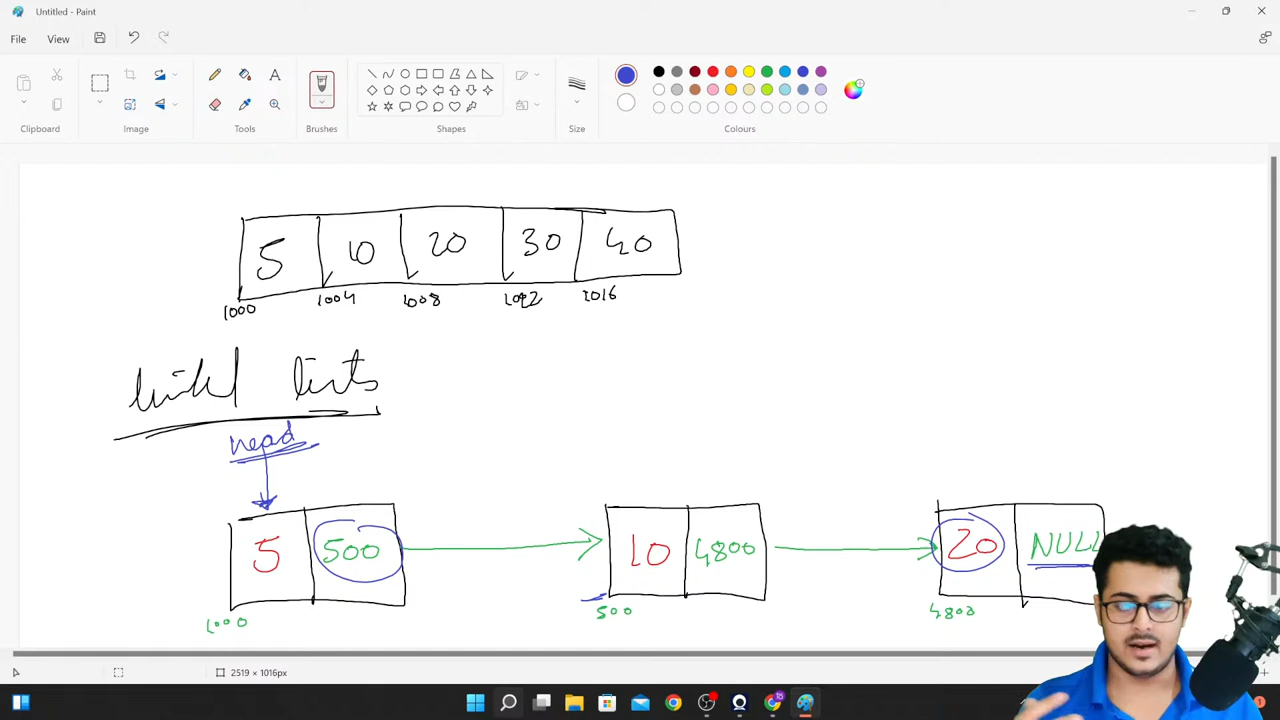 Untitled - Paint
File View
Clipboard Image Tools Brushes Shapes Size Colours
5 10 20 30 40
1000 1004 1008 1016
linked lists
head
5 500 10 4800 20 NULL
1000 500 4800
2519 × 1016px